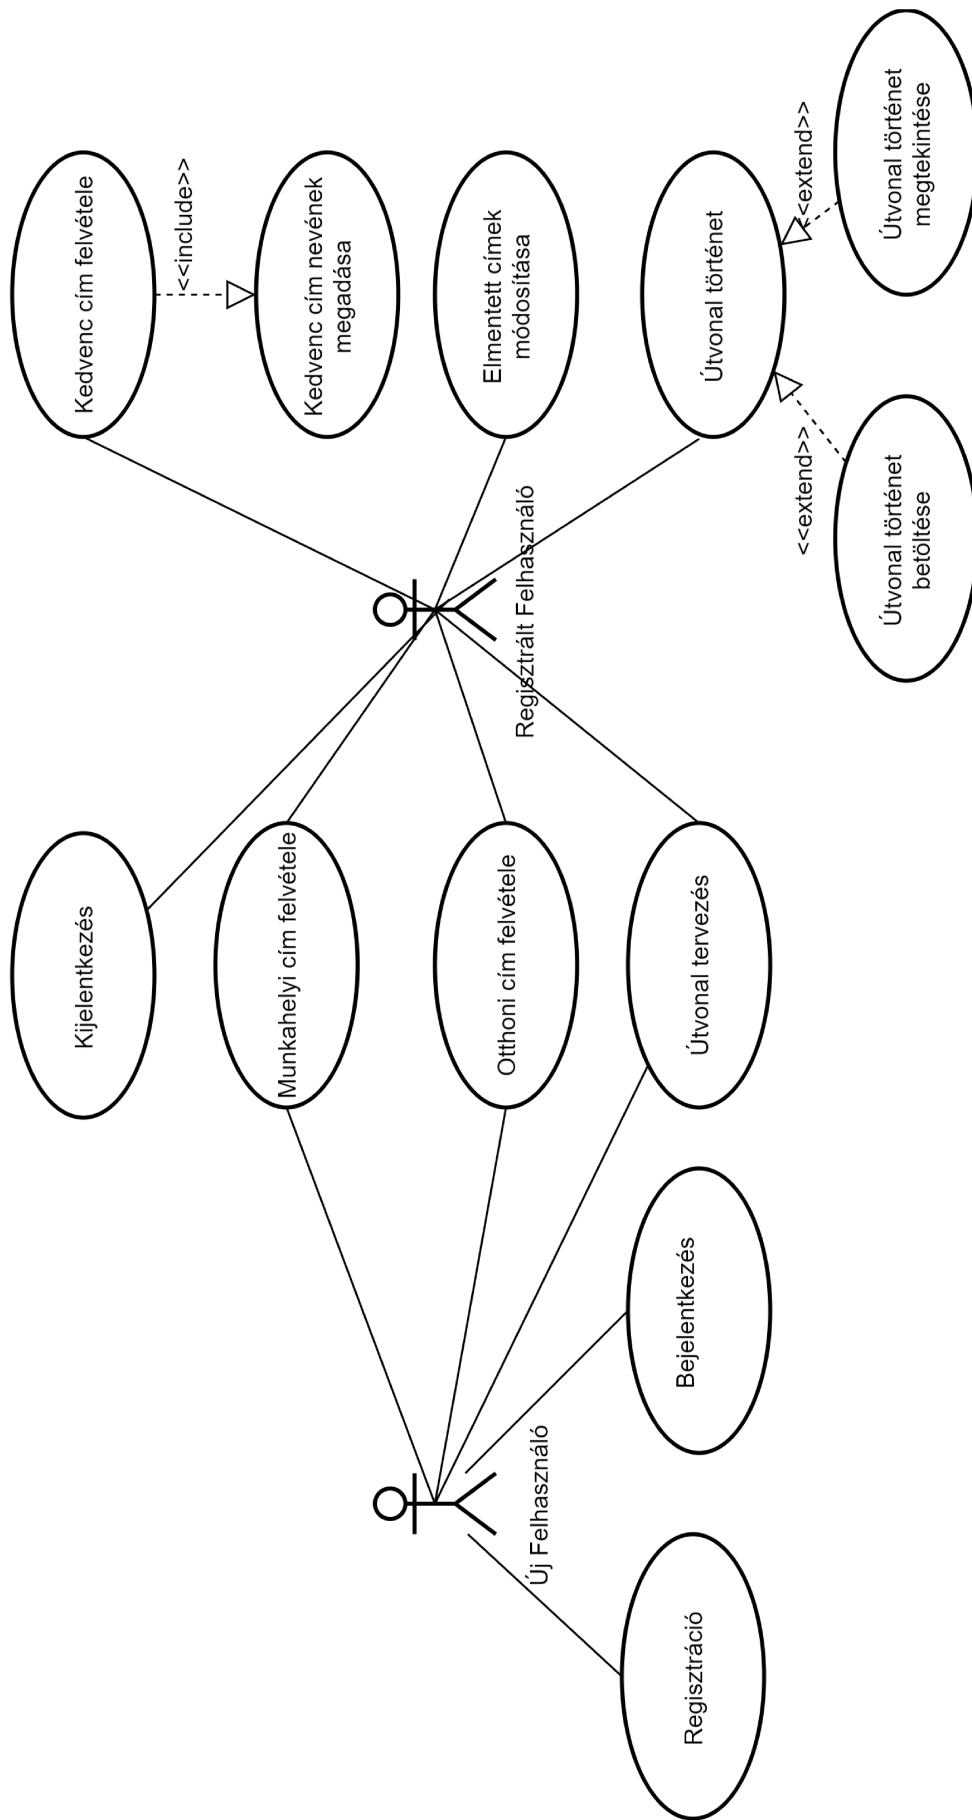 Kijelentkezés
Kedvenc cím felvétele
<<include>>
Munkahelyi cím felvétele
Kedvenc cím nevének
megadása
Otthoni cím felvétele
Elmentett címek
módosítása
Új Felhasználó
Regisztrált Felhasználó
Regisztráció
Bejelentkezés
Útvonal tervezés
Útvonal történet
<<extend>>
<<extend>>
Útvonal történet
betöltése
Útvonal történet
megtekintése